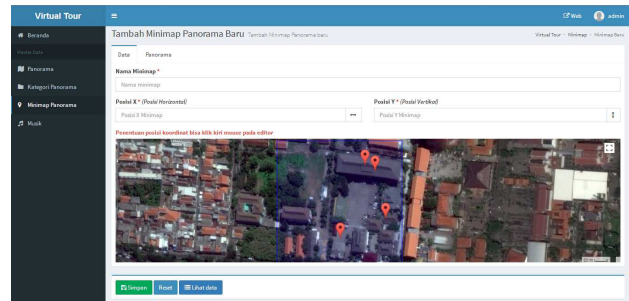 Virtual Tour
Web
admin
Beranda
Master Data
Panorama
Kategori Panorama
Minimap Panorama
Musik
Tambah Minimap Panorama Baru Tambah Minimap Panorama baru
Virtual Tour > Minimap > Minimap Baru
Data Panorama
Nama Minimap *
Nama minimap
Posisi X * (Posisi Horizontal)
Posisi X Minimap
Posisi Y * (Posisi Vertikal)
Posisi Y Minimap
Penentuan posisi koordinat bisa klik kiri mouse pada editor
Simpan Reset Lihat data